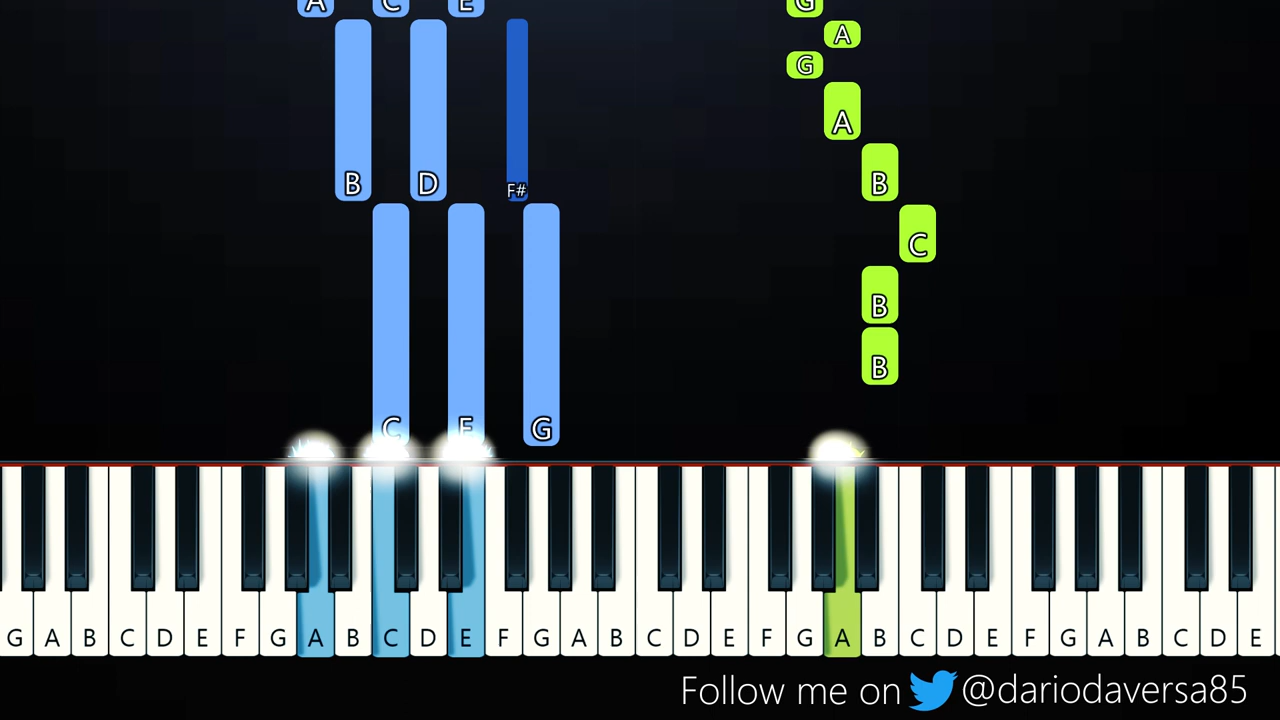 A C E G
A
G
A
B D F# B
C
B
B
C E G
G A B C D E F G A B C D E F G A B C D E F G A B C D E F G A B C D E
Follow me on @dariodaversa85